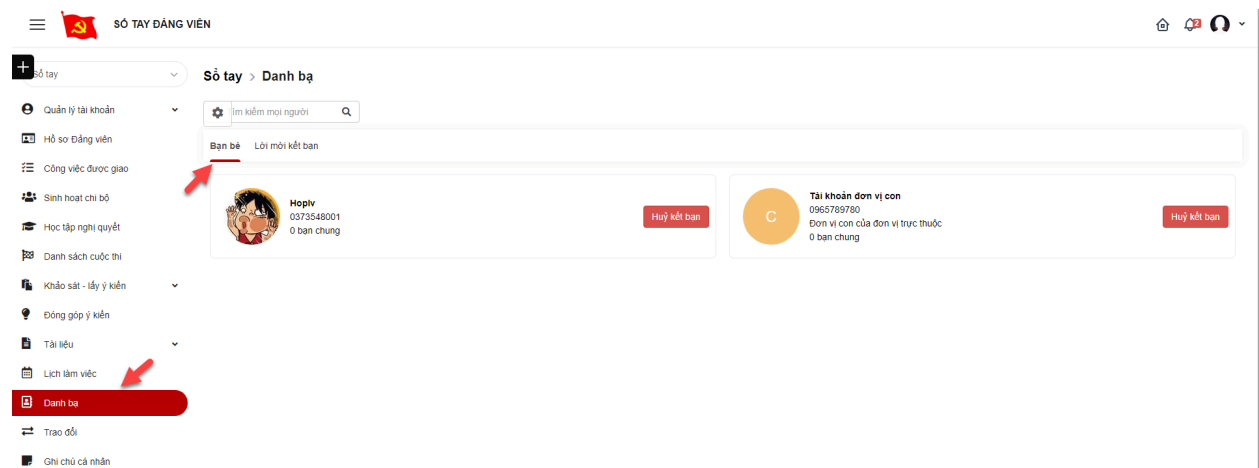 SỔ TAY ĐẢNG VIÊN
2
Sổ tay
Quản lý tài khoản
Hồ sơ Đảng viên
Công việc được giao
Sinh hoạt chi bộ
Học tập nghị quyết
Danh sách cuộc thi
Khảo sát - lấy ý kiến
Đóng góp ý kiến
Tài liệu
Lịch làm việc
Danh bạ
Trao đổi
Ghi chú cá nhân
Sổ tay > Danh bạ
Tìm kiếm mọi người
Bạn bè Lời mời kết bạn
Hoplv
0373548001
0 bạn chung
Huỷ kết bạn
C
Tài khoản đơn vị con
0965789780
Đơn vị con của đơn vị trực thuộc
0 bạn chung
Huỷ kết bạn